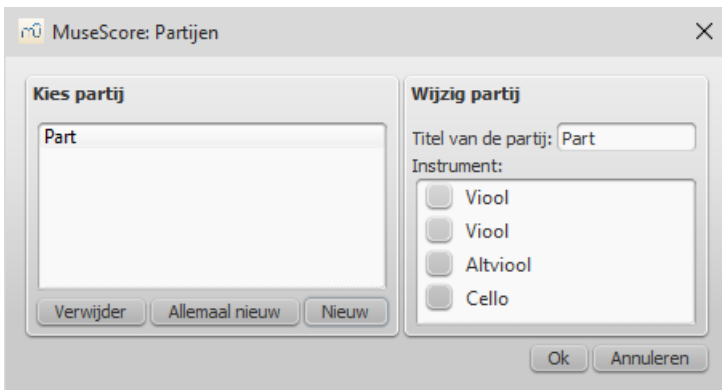 MuseScore: Partijen
Kies partij
Part
Verwijder Allemaal nieuw Nieuw
Wijzig partij
Titel van de partij: Part
Instrument:
Viool
Viool
Altviool
Cello
Ok Annuleren